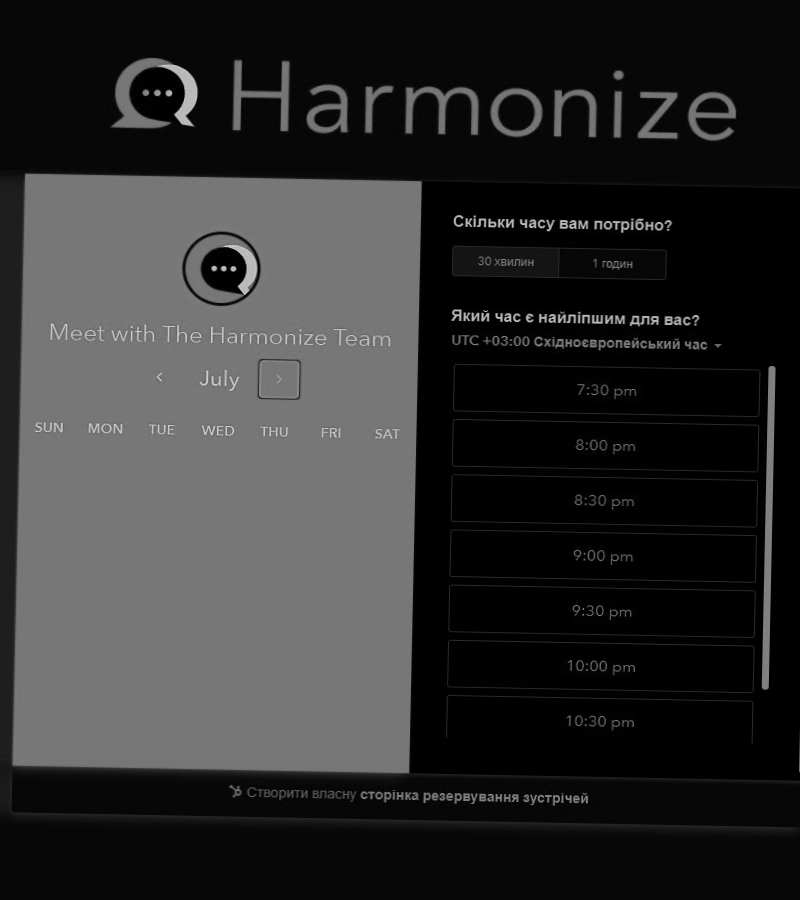 Harmonize
Meet with The Harmonize Team
July
SUN MON TUE WED THU FRI SAT
Скільки часу вам потрібно?
30 хвилин 1 годин
Який час є найліпшим для вас?
UTC +03:00 Східноєвропейський час
7:30 pm
8:00 pm
8:30 pm
9:00 pm
9:30 pm
10:00 pm
10:30 pm
Створити власну сторінка резервування зустрічей